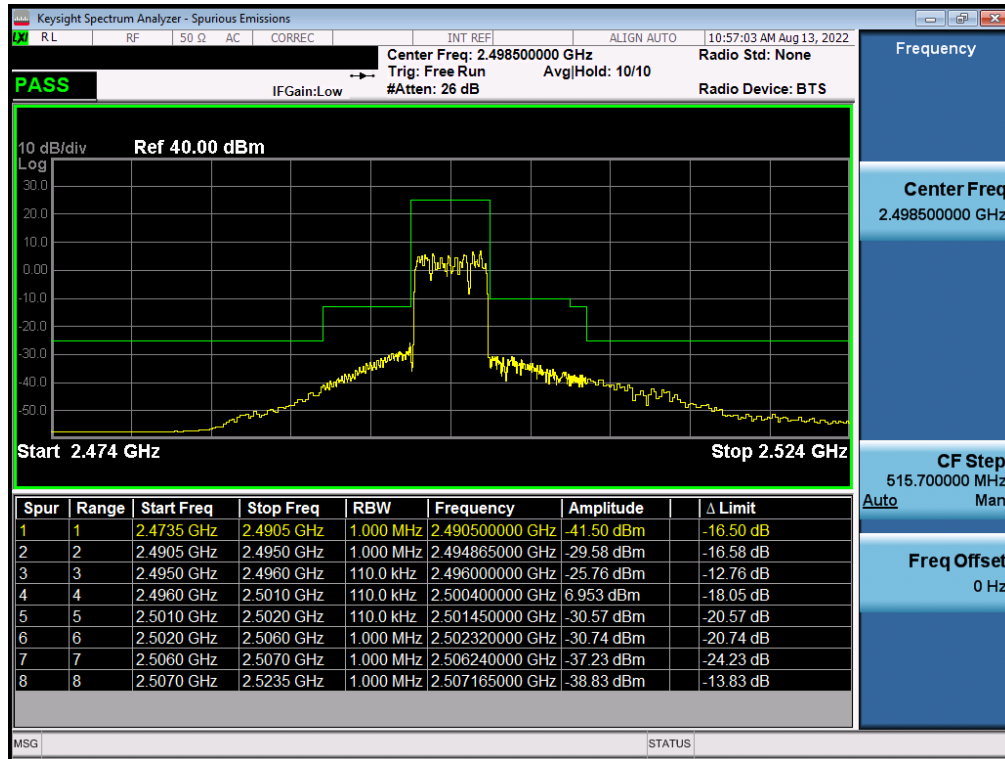 Keysight Spectrum Analyzer - Spurious Emissions
LXI RL RF 50 Ω AC CORREC INT REF ALIGN AUTO 10:57:03 AM Aug 13, 2022
Center Freq: 2.498500000 GHz Radio Std: None
Trig: Free Run Avg|Hold: 10/10
PASS IFGain:Low #Atten: 26 dB Radio Device: BTS
10 dB/div Ref 40.00 dBm
Log
30.0
20.0
10.0
0.00
-10.0
-20.0
-30.0
-40.0
-50.0
Start 2.474 GHz Stop 2.524 GHz
Spur Range Start Freq Stop Freq RBW Frequency Amplitude Δ Limit
1 1 2.4735 GHz 2.4905 GHz 1.000 MHz 2.490500000 GHz -41.50 dBm -16.50 dB
2 2 2.4905 GHz 2.4950 GHz 1.000 MHz 2.494865000 GHz -29.58 dBm -16.58 dB
3 3 2.4950 GHz 2.4960 GHz 110.0 kHz 2.496000000 GHz -25.76 dBm -12.76 dB
4 4 2.4960 GHz 2.5010 GHz 110.0 kHz 2.500400000 GHz 6.953 dBm -18.05 dB
5 5 2.5010 GHz 2.5020 GHz 110.0 kHz 2.501450000 GHz -30.57 dBm -20.57 dB
6 6 2.5020 GHz 2.5060 GHz 1.000 MHz 2.502320000 GHz -30.74 dBm -20.74 dB
7 7 2.5060 GHz 2.5070 GHz 1.000 MHz 2.506240000 GHz -37.23 dBm -24.23 dB
8 8 2.5070 GHz 2.5235 GHz 1.000 MHz 2.507165000 GHz -38.83 dBm -13.83 dB
MSG STATUS
Frequency
Center Freq
2.498500000 GHz
CF Step
515.700000 MHz
Auto Man
Freq Offset
0 Hz